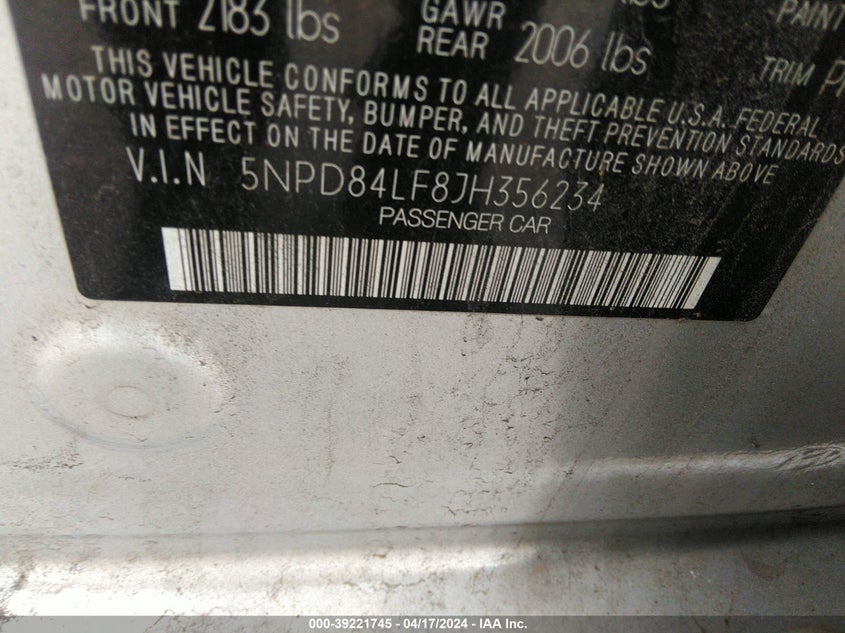 FRONT 2183 lbs GAWR PAINT
REAR 2006 lbs TRIM
THIS VEHICLE CONFORMS TO ALL APPLICABLE U.S.A. FEDERAL
MOTOR VEHICLE SAFETY, BUMPER, AND THEFT PREVENTION STANDARDS
IN EFFECT ON THE DATE OF MANUFACTURE SHOWN ABOVE
V.I.N 5NPD84LF8JH356234
PASSENGER CAR
000-39221745 - 04/17/2024 - IAA Inc.